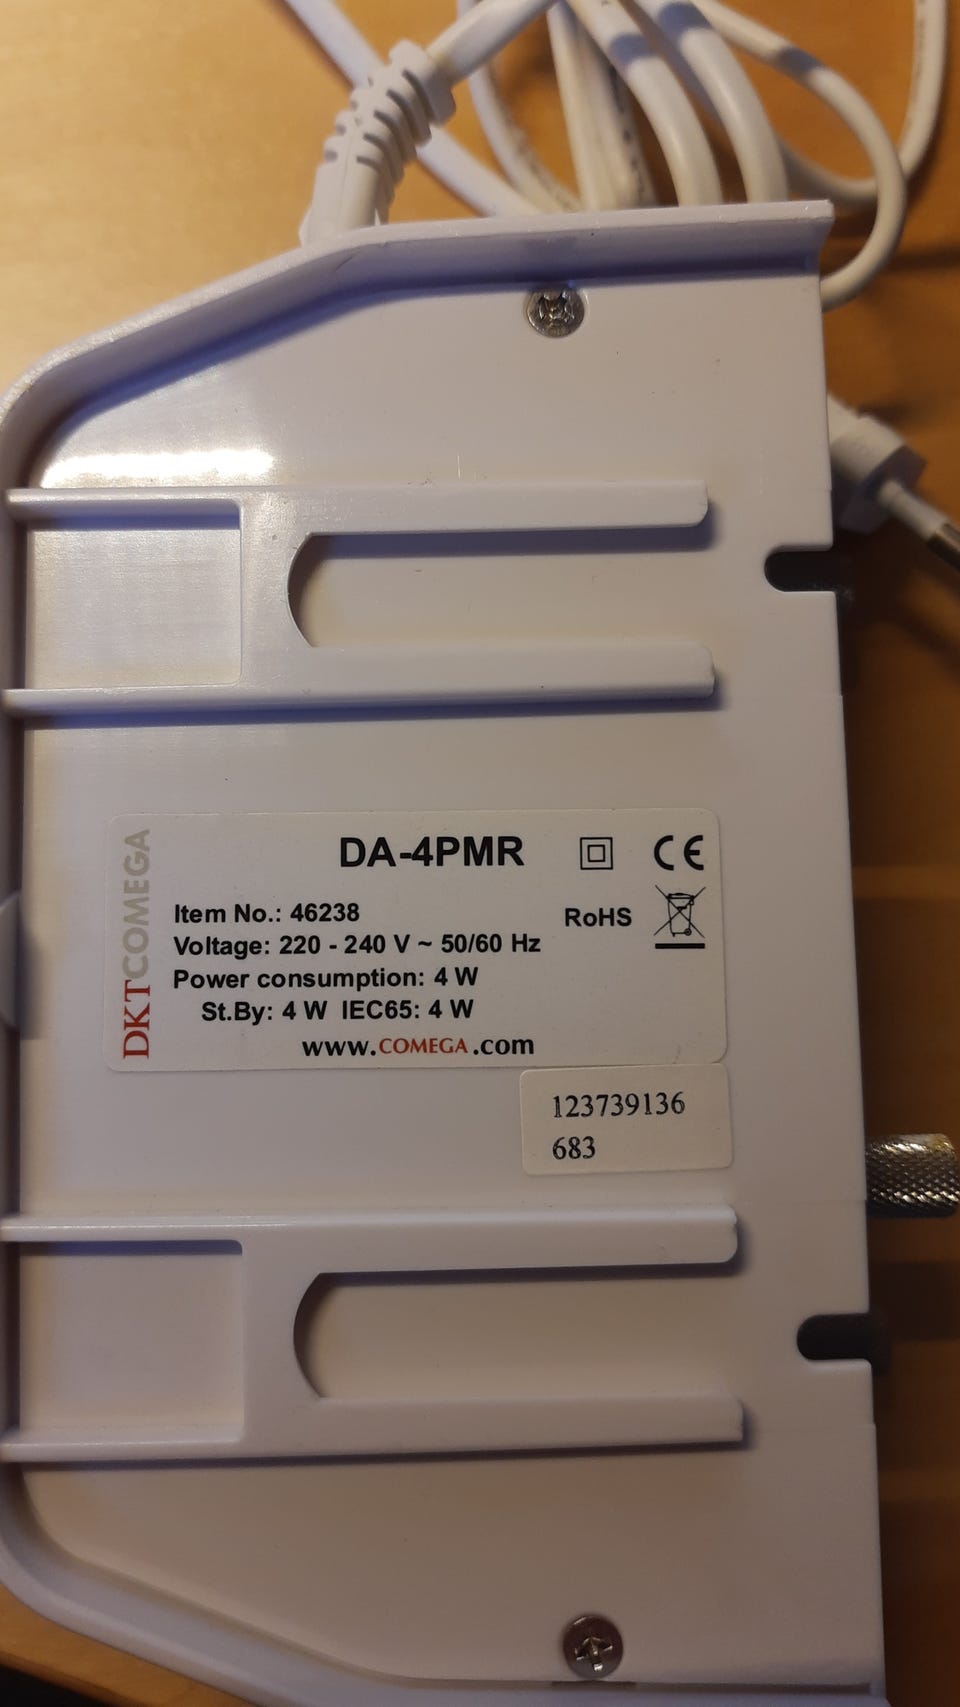 DKTCOMEGA
DA-4PMR
CE
Item No.: 46238
RoHS
Voltage: 220 - 240 V ~ 50/60 Hz
Power consumption: 4 W
St.By: 4 W IEC65: 4 W
www.COMEGA.com
123739136
683